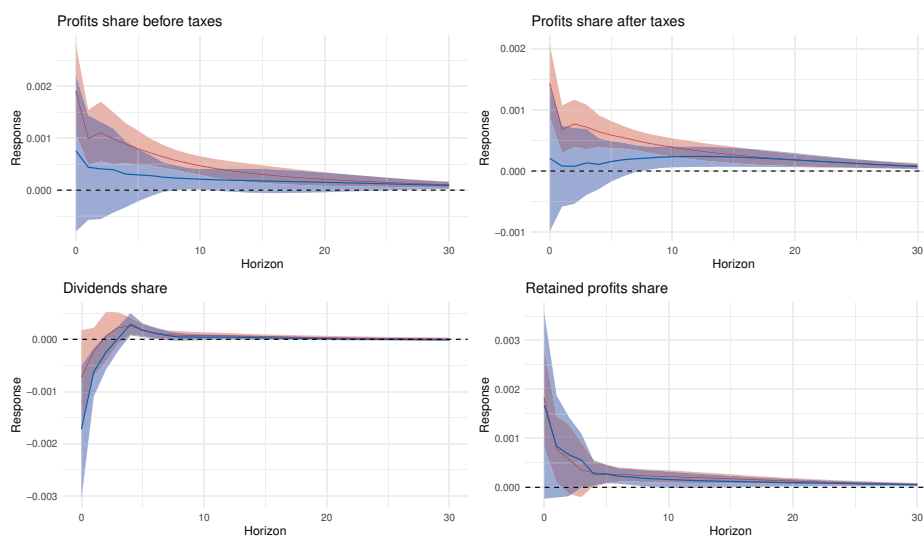 Profits share before taxes
Response
0.002
0.001
0.000
0
10
20
30
Horizon
Profits share after taxes
Response
0.002
0.001
0.000
−0.001
0
10
20
30
Horizon
Dividends share
Response
0.000
−0.001
−0.002
−0.003
0
10
20
30
Horizon
Retained profits share
Response
0.003
0.002
0.001
0.000
0
10
20
30
Horizon